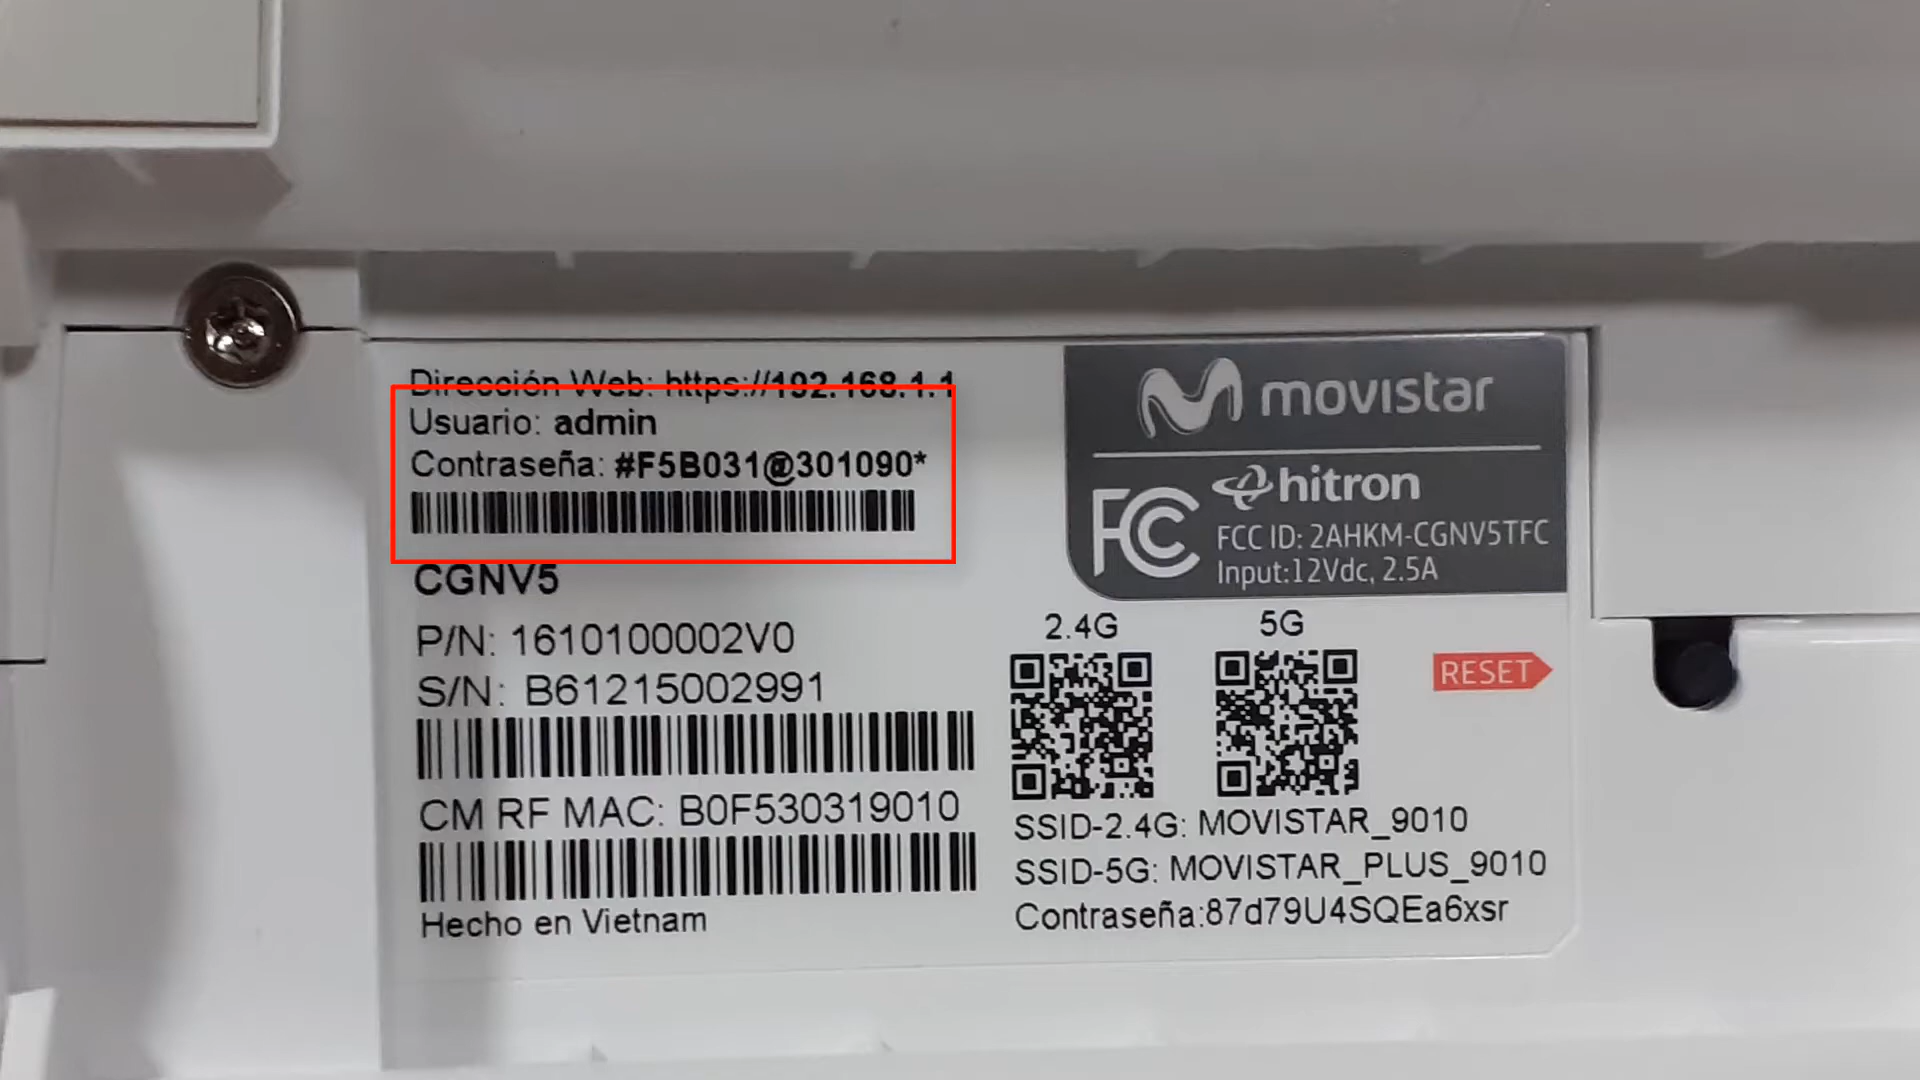 Dirección Web: https://192.168.1.1
Usuario: admin
Contraseña: #F5B031@301090*
CGNV5
P/N: 1610100002V0
S/N: B61215002991
CM RF MAC: B0F530319010
Hecho en Vietnam
movistar
hitron
FC
FCC ID: 2AHKM-CGNV5TFC
Input:12Vdc, 2.5A
2.4G
5G
RESET
SSID-2.4G: MOVISTAR_9010
SSID-5G: MOVISTAR_PLUS_9010
Contraseña:87d79U4SQEa6xsr